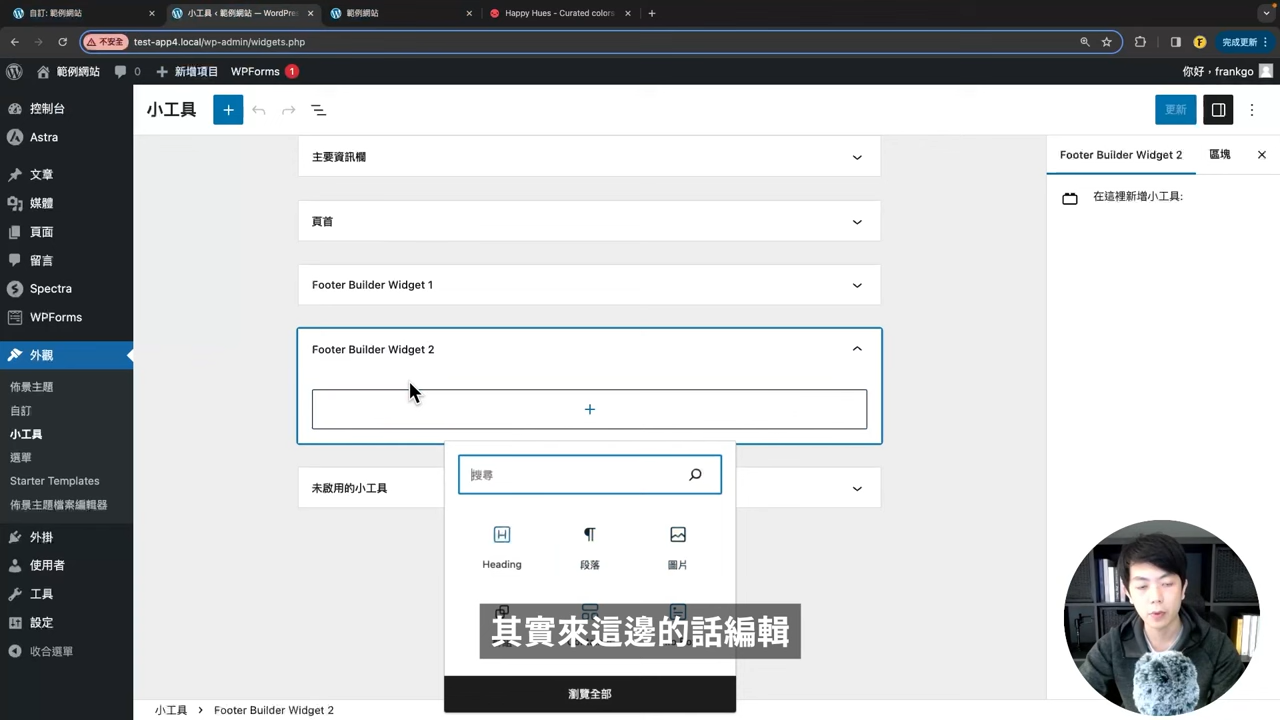 自訂: 範例網站
小工具 ‹ 範例網站 — WordPre
範例網站
Happy Hues - Curated colora
不安全
test-app4.local/wp-admin/widgets.php
完成更新
範例網站
0
新增項目
WPForms
1
你好，frankgo
控制台
Astra
文章
媒體
頁面
留言
Spectra
WPForms
外觀
佈景主題
自訂
小工具
選單
Starter Templates
佈景主題檔案編輯器
外掛
使用者
工具
設定
收合選單
小工具
更新
主要資訊欄
頁首
Footer Builder Widget 1
Footer Builder Widget 2
未啟用的小工具
搜尋
Heading
段落
圖片
瀏覽全部
Footer Builder Widget 2
區塊
在這裡新增小工具:
其實來這邊的話編輯
小工具 › Footer Builder Widget 2